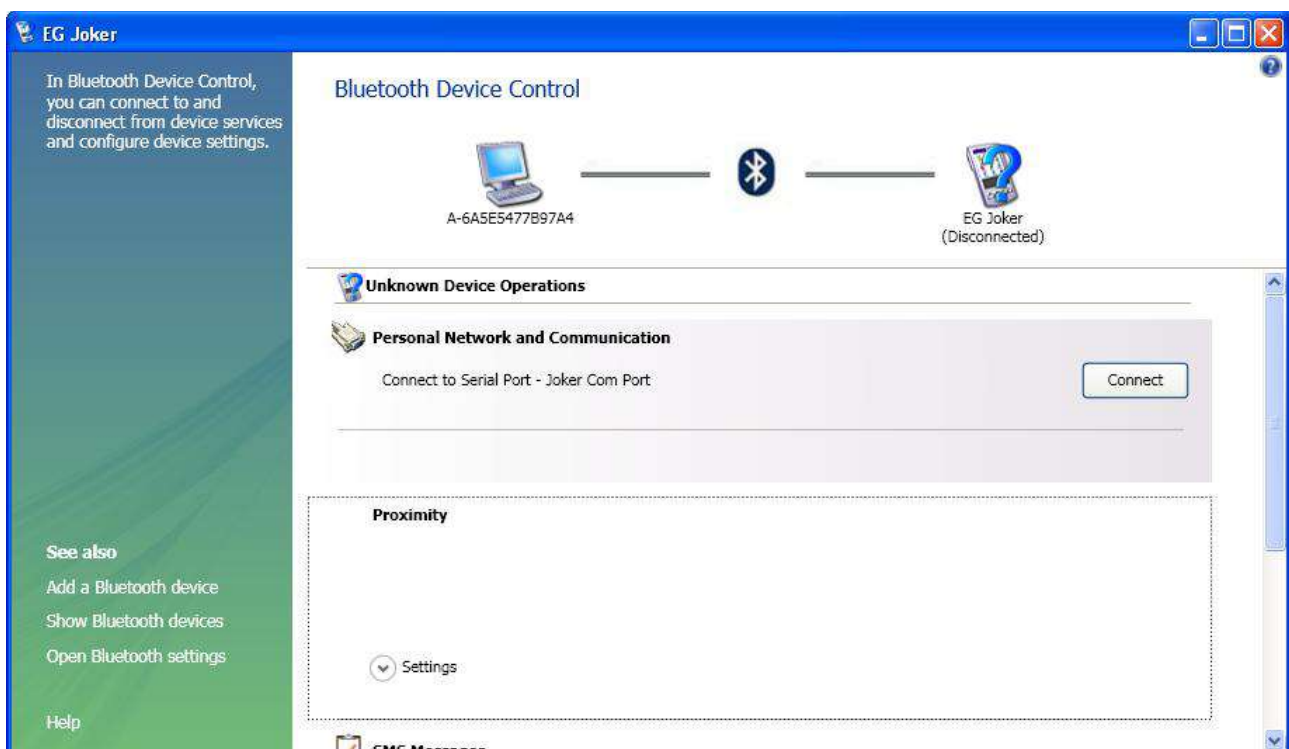 EG Joker
In Bluetooth Device Control,
you can connect to and
disconnect from device services
and configure device settings.
Bluetooth Device Control
A-6A5E5477B97A4
EG Joker
(Disconnected)
Unknown Device Operations
Personal Network and Communication
Connect to Serial Port - Joker Com Port
Connect
Proximity
Settings
SMS Messages
See also
Add a Bluetooth device
Show Bluetooth devices
Open Bluetooth settings
Help